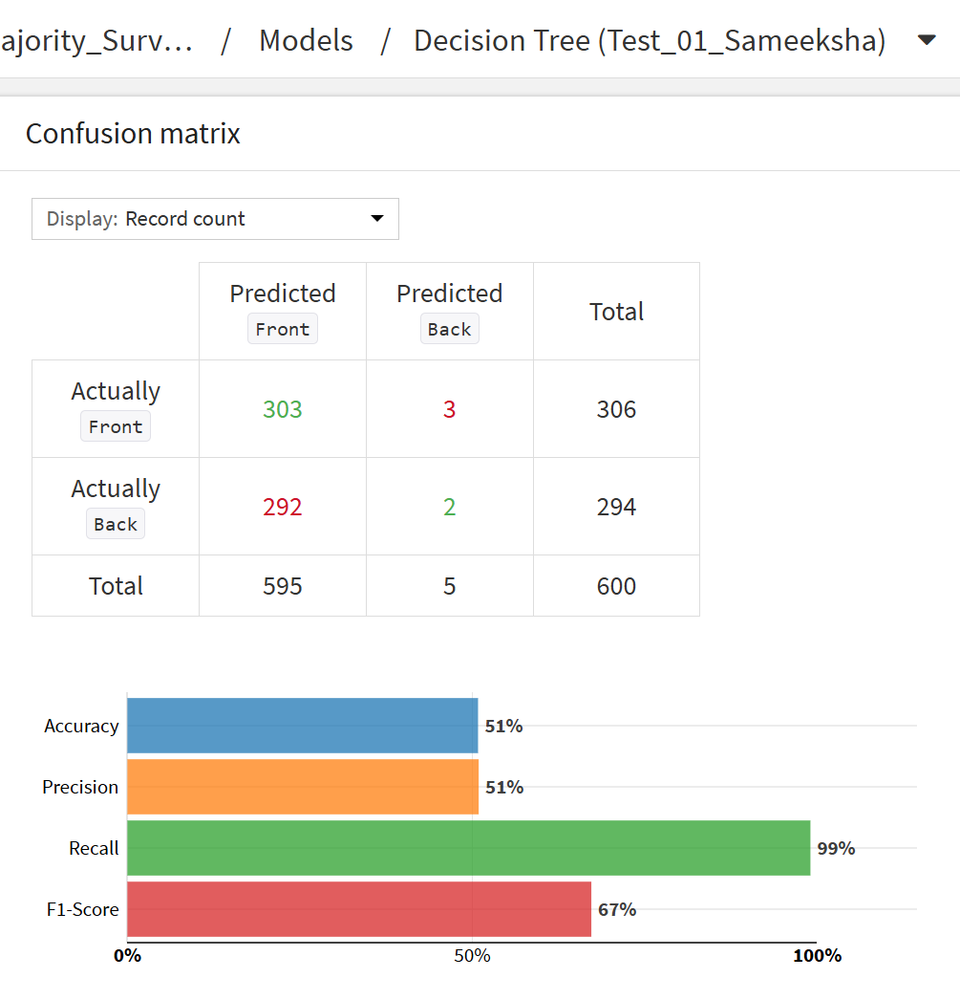 ajority_Surv... / Models / Decision Tree (Test_01_Sameeksha)
Confusion matrix
Display: Record count
Predicted Front Predicted Back Total
Actually Front 303 3 306
Actually Back 292 2 294
Total 595 5 600
Accuracy 51%
Precision 51%
Recall 99%
F1-Score 67%
0% 50% 100%